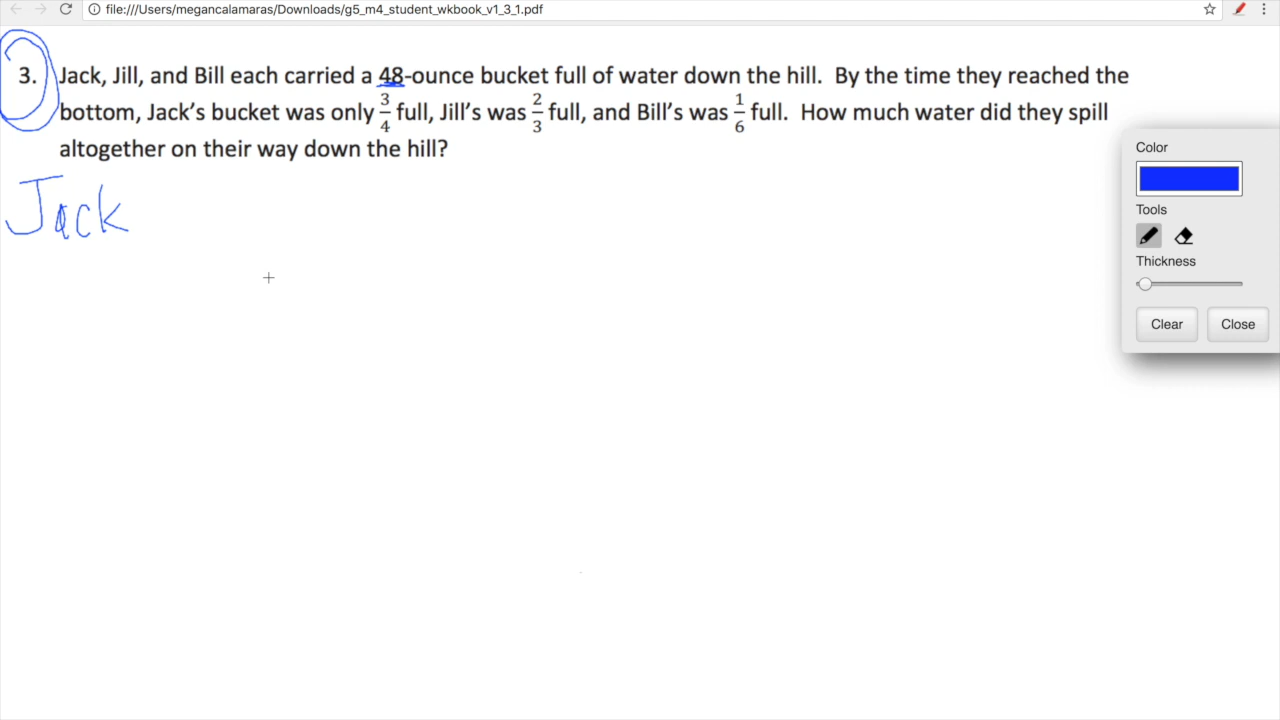 file:///Users/megancalamaras/Downloads/g5_m4_student_wkbook_v1_3_1.pdf
3. Jack, Jill, and Bill each carried a 48-ounce bucket full of water down the hill. By the time they reached the
bottom, Jack's bucket was only 3/4 full, Jill's was 2/3 full, and Bill's was 1/6 full. How much water did they spill
altogether on their way down the hill?
Jack
Color
Tools
Thickness
Clear Close